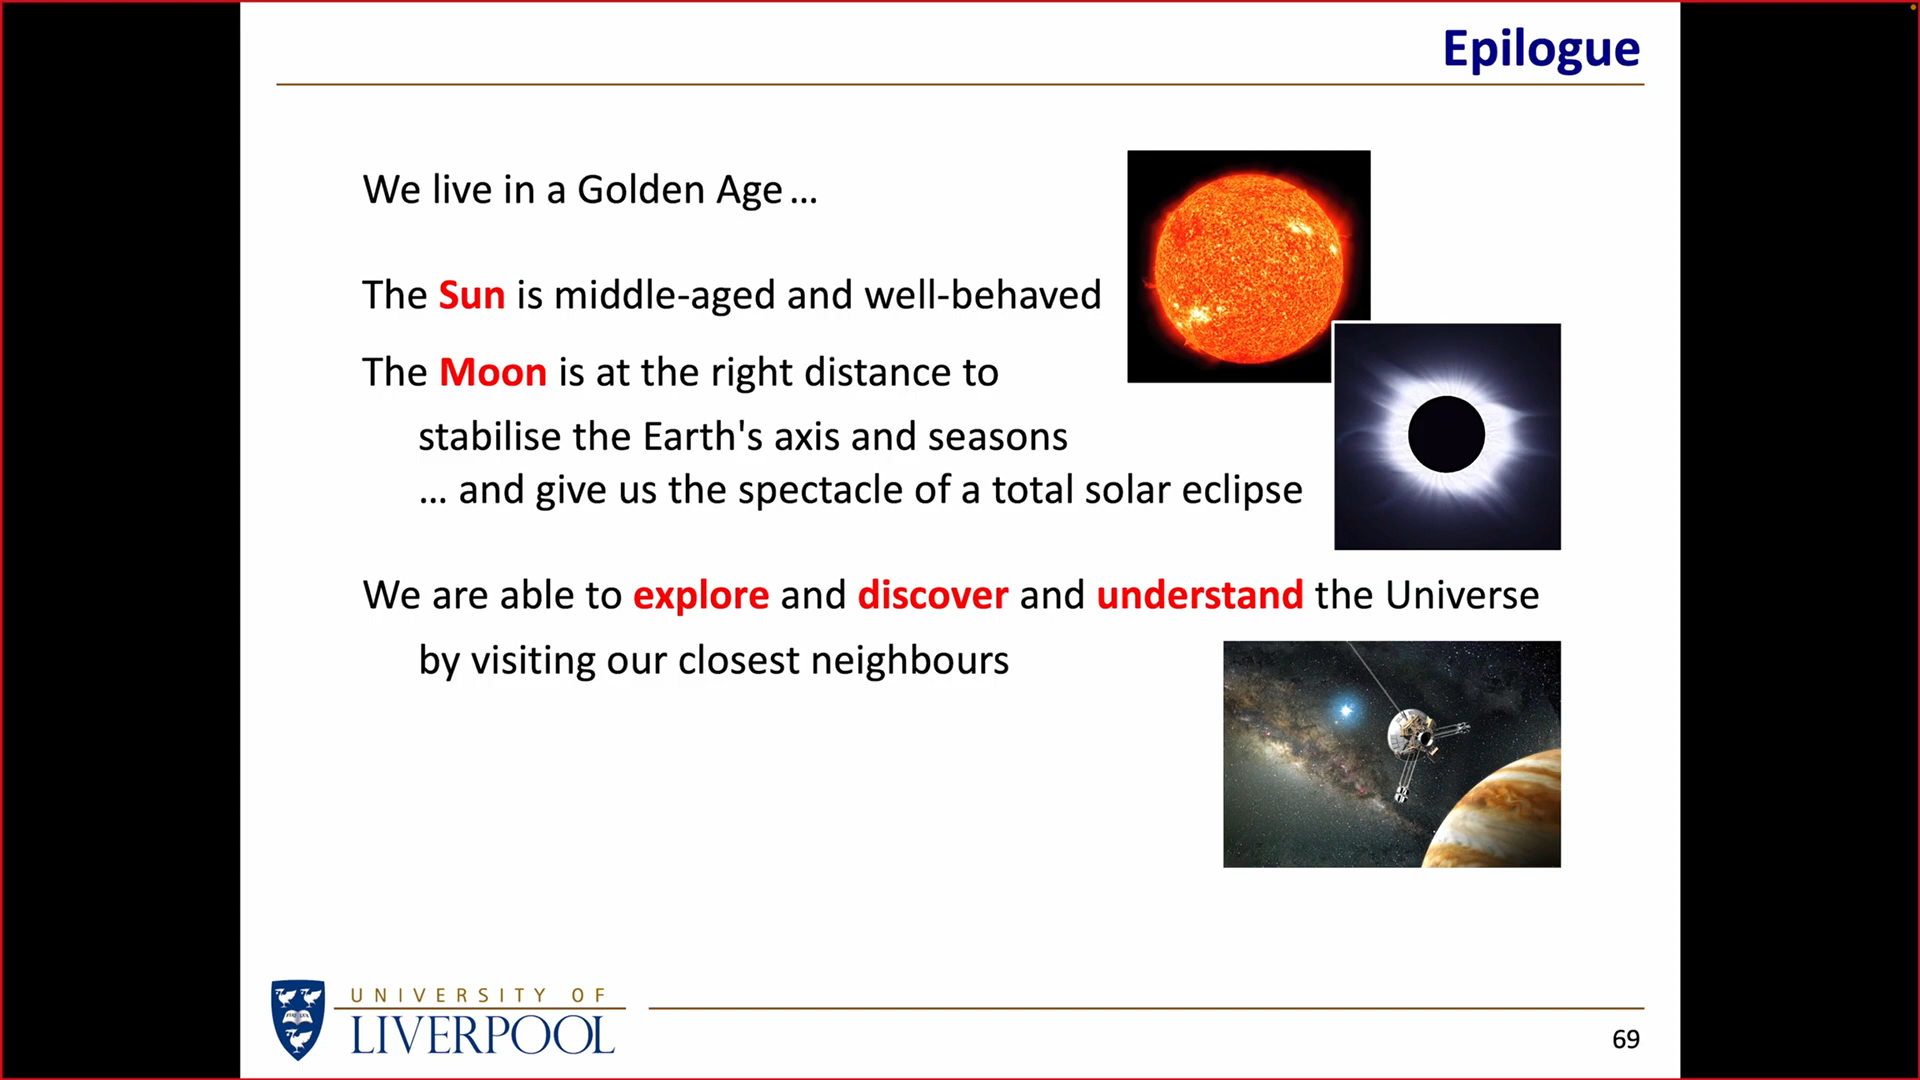 Epilogue
We live in a Golden Age ...
The Sun is middle-aged and well-behaved
The Moon is at the right distance to
stabilise the Earth's axis and seasons
... and give us the spectacle of a total solar eclipse
We are able to explore and discover and understand the Universe
by visiting our closest neighbours
UNIVERSITY OF
LIVERPOOL
69